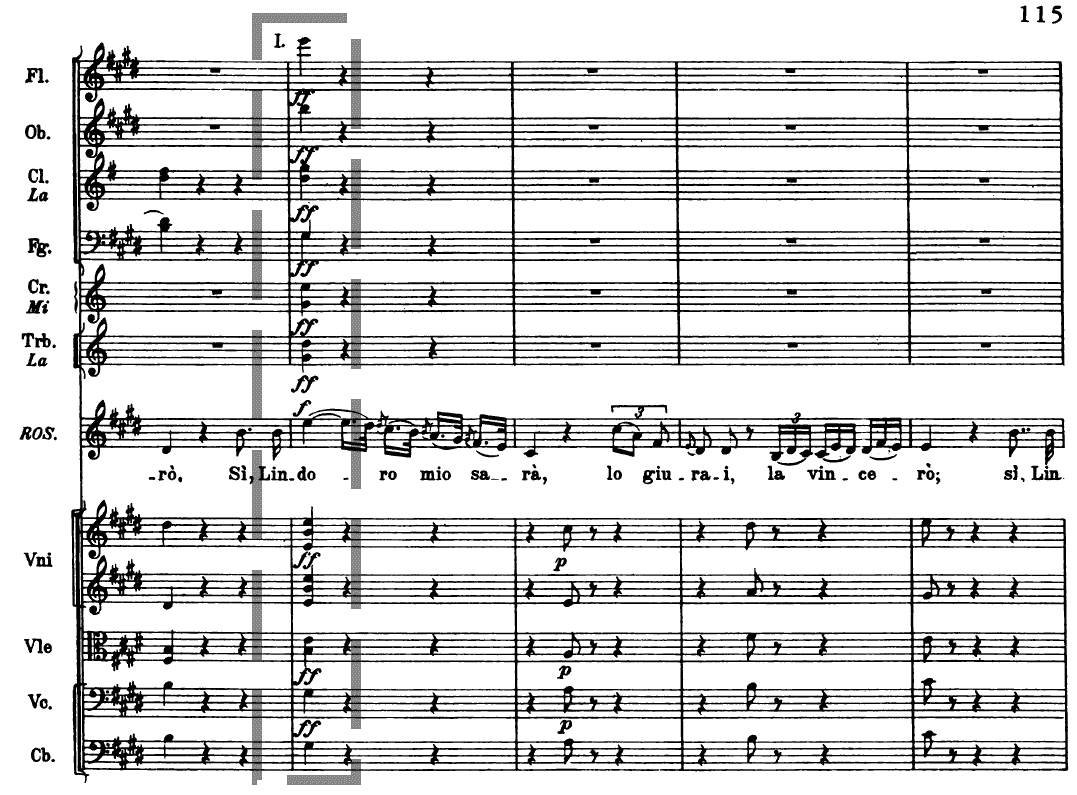 115
I.
Fl.
ff
Ob.
ff
Cl.
La
ff
Fg.
ff
Cr.
Mi
ff
Trb.
La
ff
f
3
3
ROS.
-rò. Sì, Lin-do - ro mio sa - rà, lo giu-ra-i, la vin-ce - rò; sì, Lin
Vni
ff
p
Vle
ff
p
Vc.
ff
p
Cb.